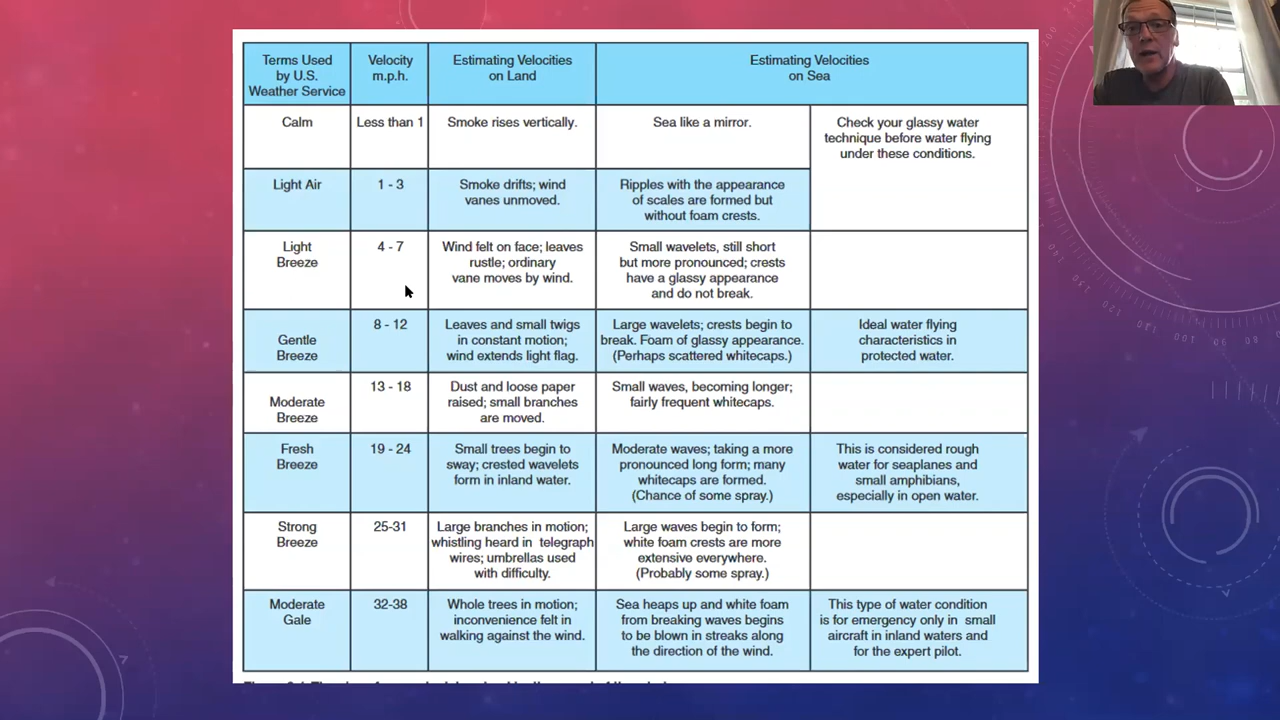 Terms Used
by U.S.
Weather Service
Velocity
m.p.h.
Estimating Velocities
on Land
Estimating Velocities
on Sea
Calm
Less than 1
Smoke rises vertically.
Sea like a mirror.
Check your glassy water
technique before water flying
under these conditions.
Light Air
1 - 3
Smoke drifts; wind
vanes unmoved.
Ripples with the appearance
of scales are formed but
without foam crests.
Light
Breeze
4 - 7
Wind felt on face; leaves
rustle; ordinary
vane moves by wind.
Small wavelets, still short
but more pronounced; crests
have a glassy appearance
and do not break.
Gentle
Breeze
8 - 12
Leaves and small twigs
in constant motion;
wind extends light flag.
Large wavelets; crests begin to
break. Foam of glassy appearance.
(Perhaps scattered whitecaps.)
Ideal water flying
characteristics in
protected water.
Moderate
Breeze
13 - 18
Dust and loose paper
raised; small branches
are moved.
Small waves, becoming longer;
fairly frequent whitecaps.
Fresh
Breeze
19 - 24
Small trees begin to
sway; crested wavelets
form in inland water.
Moderate waves; taking a more
pronounced long form; many
whitecaps are formed.
(Chance of some spray.)
This is considered rough
water for seaplanes and
small amphibians,
especially in open water.
Strong
Breeze
25-31
Large branches in motion;
whistling heard in telegraph
wires; umbrellas used
with difficulty.
Large waves begin to form;
white foam crests are more
extensive everywhere.
(Probably some spray.)
Moderate
Gale
32-38
Whole trees in motion;
inconvenience felt in
walking against the wind.
Sea heaps up and white foam
from breaking waves begins
to be blown in streaks along
the direction of the wind.
This type of water condition
is for emergency only in small
aircraft in inland waters and
for the expert pilot.